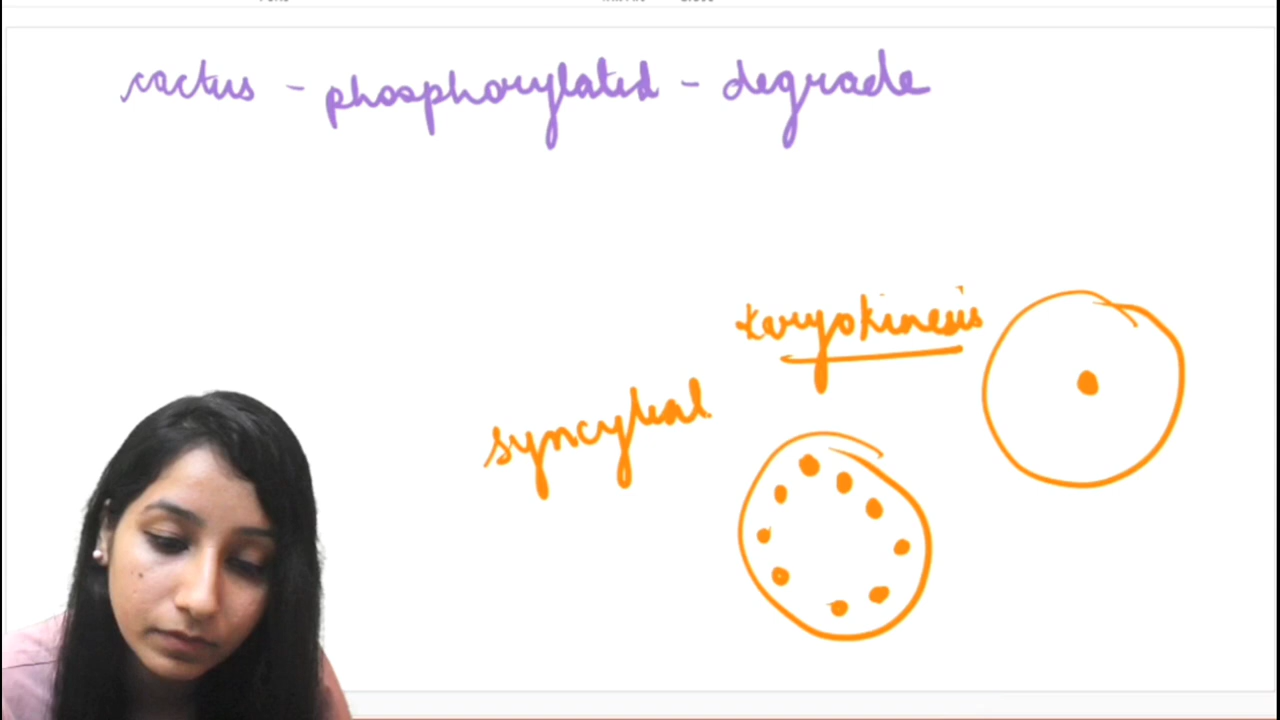 cactus - phosphorylated - degrade
karyokinesis
syncytial